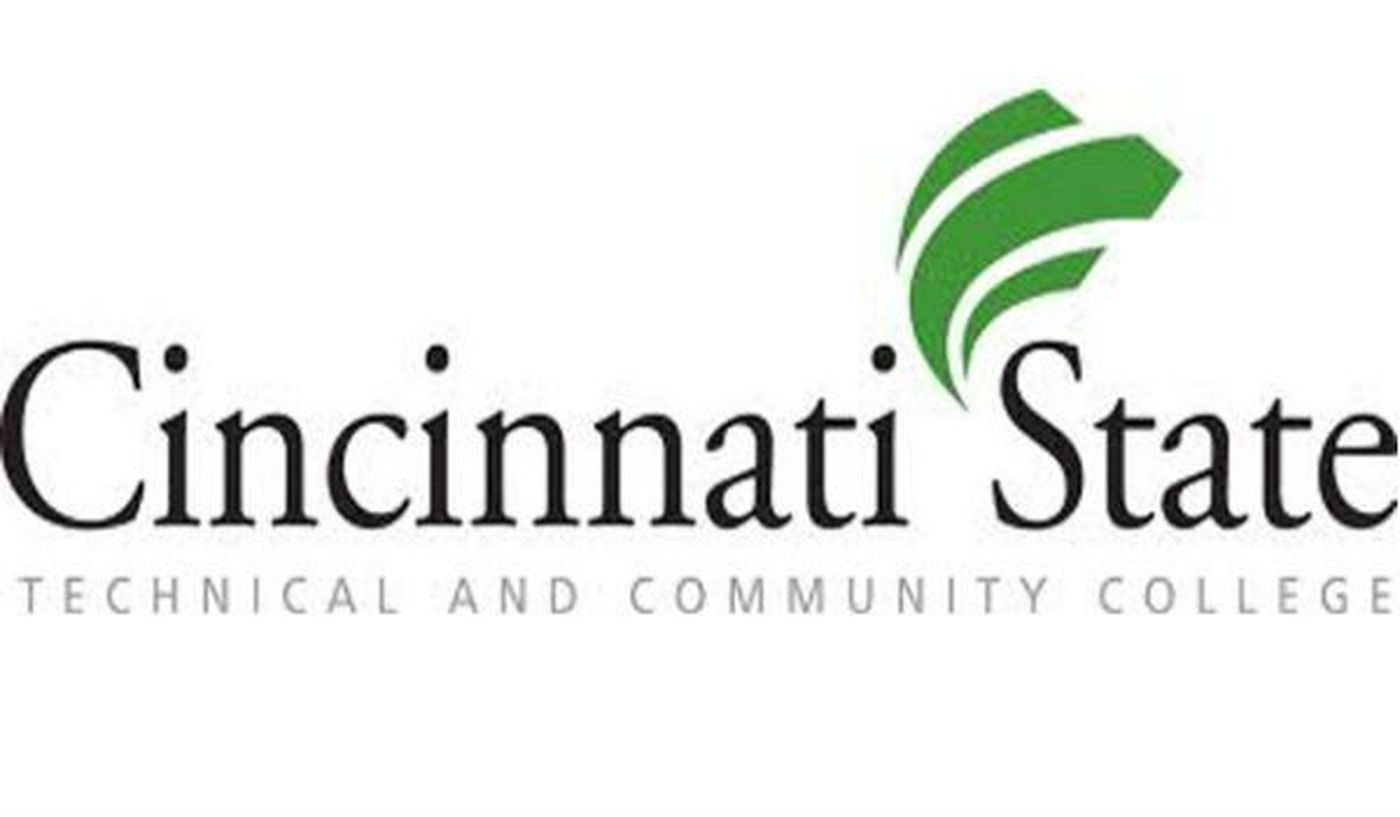 Cincinnati State
TECHNICAL AND COMMUNITY COLLEGE